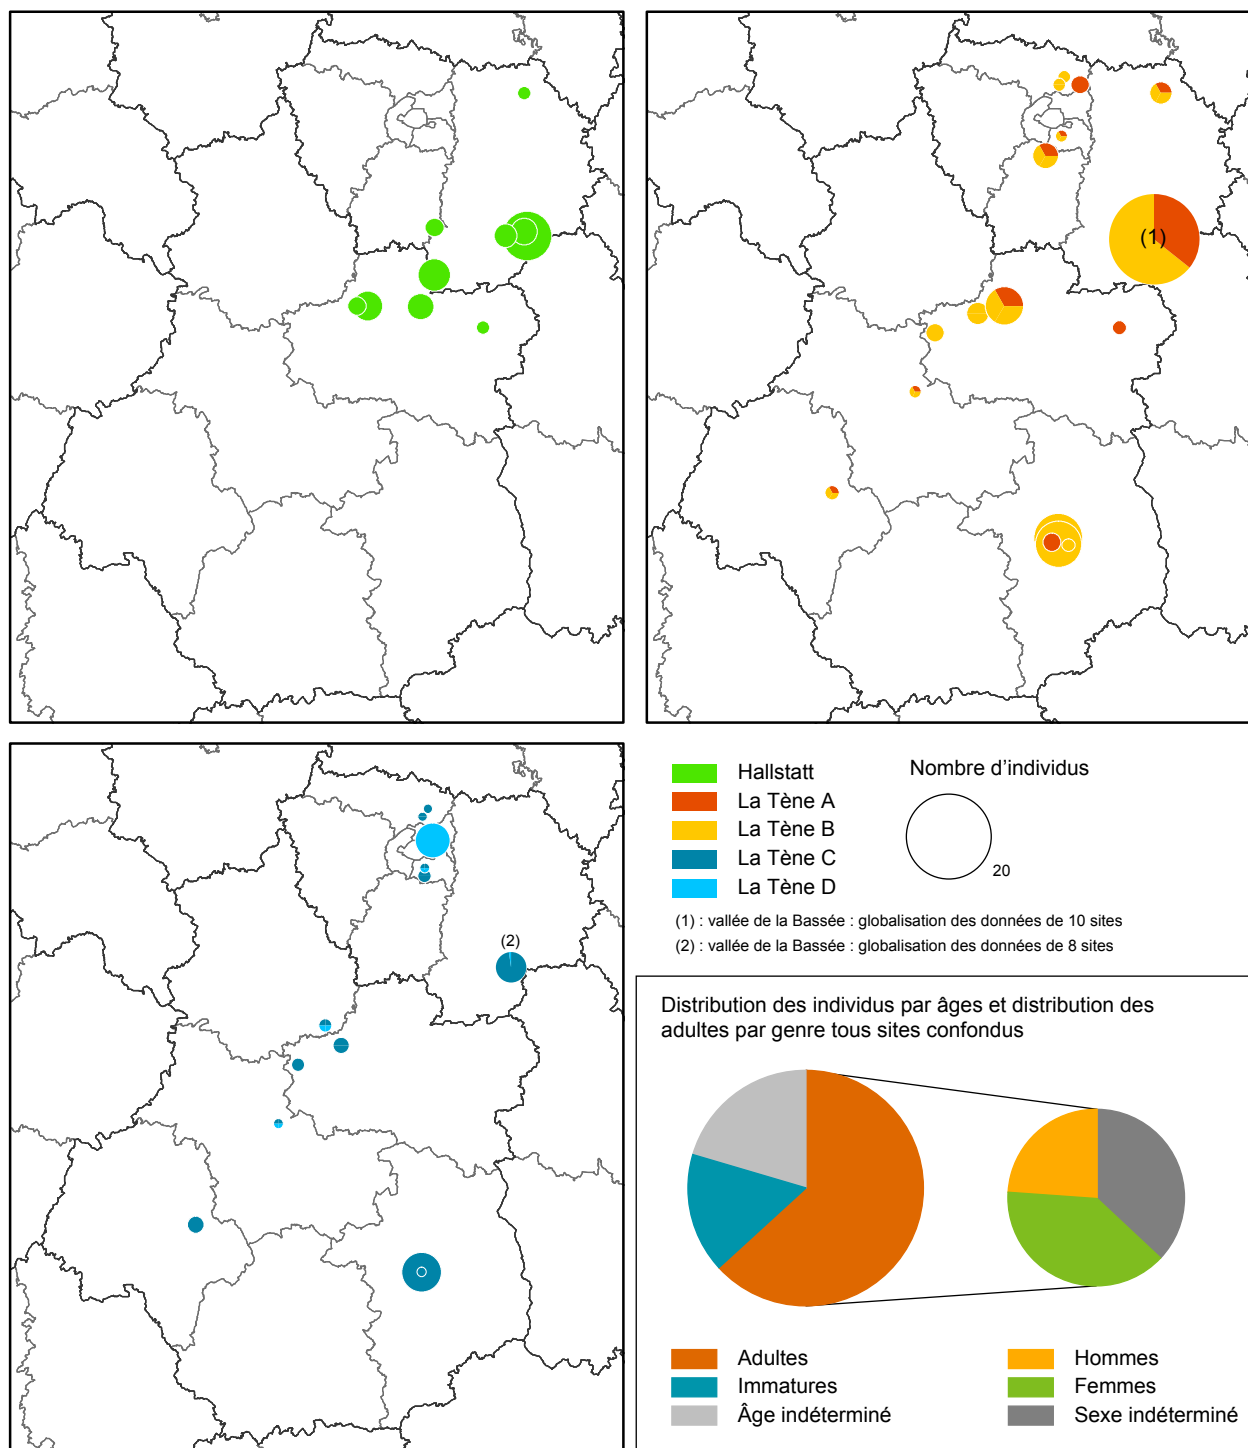 (1)
(2)
Hallstatt
La Tène A
La Tène B
La Tène C
La Tène D
Nombre d'individus
20
(1) : vallée de la Bassée : globalisation des données de 10 sites
(2) : vallée de la Bassée : globalisation des données de 8 sites
Distribution des individus par âges et distribution des
adultes par genre tous sites confondus
Adultes
Immatures
Âge indéterminé
Hommes
Femmes
Sexe indéterminé